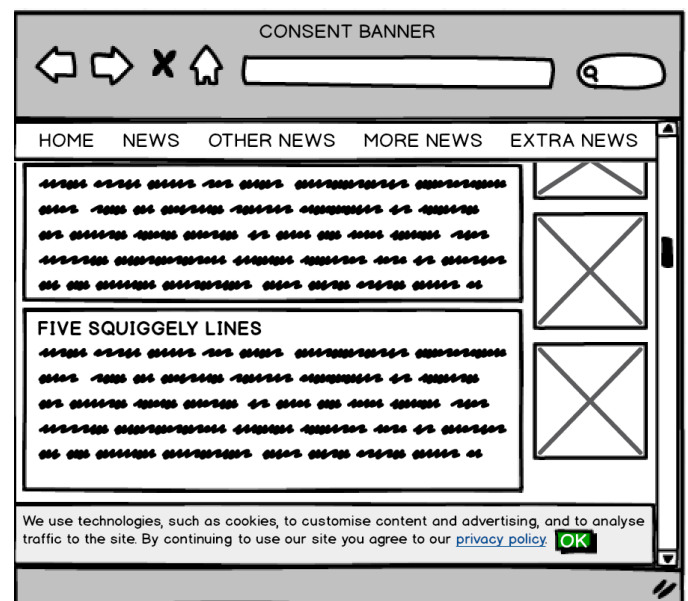 CONSENT BANNER
HOME NEWS OTHER NEWS MORE NEWS EXTRA NEWS
FIVE SQUIGGELY LINES
We use technologies, such as cookies, to customise content and advertising, and to analyse
traffic to the site. By continuing to use our site you agree to our privacy policy. OK